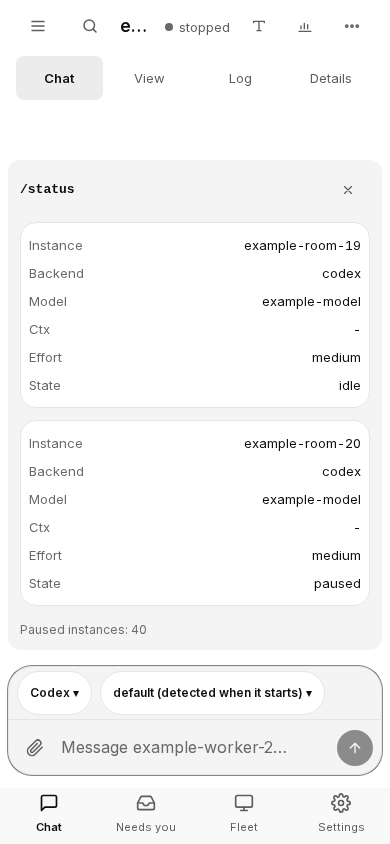 e... stopped
Chat View Log Details
/status
Instance example-room-19
Backend codex
Model example-model
Ctx -
Effort medium
State idle
Instance example-room-20
Backend codex
Model example-model
Ctx -
Effort medium
State paused
Paused instances: 40
Codex ▾ default (detected when it starts) ▾
Message example-worker-2...
Chat Needs you Fleet Settings